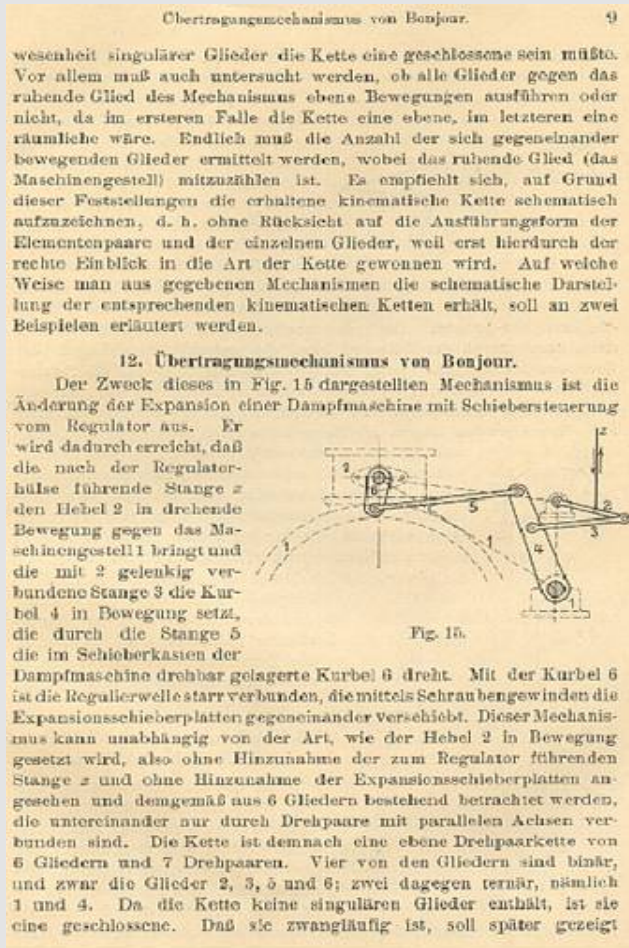 Übertragungsmechanismus von Bonjour. 9
wesenheit singulärer Glieder die Kette eine geschlossene sein müßte.
Vor allem muß auch untersucht werden, ob alle Glieder gegen das
ruhende Glied des Mechanismus ebene Bewegungen ausführen oder
nicht, da im ersteren Falle die Kette eine ebene, im letzteren eine
räumliche wäre. Endlich muß die Anzahl der sich gegeneinander
bewegenden Glieder ermittelt werden, wobei das ruhende Glied (das
Maschinengestell) mitzuzählen ist. Es empfiehlt sich, auf Grund
dieser Feststellungen die erhaltene kinematische Kette schematisch
aufzuzeichnen, d. h. ohne Rücksicht auf die Ausführungsform der
Elementenpaare und der einzelnen Glieder, weil erst hierdurch der
rechte Einblick in die Art der Kette gewonnen wird. Auf welche
Weise man aus gegebenen Mechanismen die schematische Darstel-
lung der entsprechenden kinematischen Ketten erhält, soll an zwei
Beispielen erläutert werden.
12. Übertragungsmechanismus von Bonjour.
Der Zweck dieses in Fig. 15 dargestellten Mechanismus ist die
Änderung der Expansion einer Dampfmaschine mit Schiebersteuerung
vom Regulator aus. Er
wird dadurch erreicht, daß
die nach der Regulator-
hülse führende Stange z
den Hebel 2 in drehende
Bewegung gegen das Ma-
schinengestell 1 bringt und
die mit 2 gelenkig ver-
bundene Stange 3 die Kur-
bel 4 in Bewegung setzt,
die durch die Stange 5
die im Schieberkasten der
z
6
5
2
3
4
1
1
1
Fig. 15.
Dampfmaschine drehbar gelagerte Kurbel 6 dreht. Mit der Kurbel 6
ist die Regulierwelle starr verbunden, die mittels Schraubengewinden die
Expansionsschieberplatten gegeneinander verschiebt. Dieser Mechanis-
mus kann unabhängig von der Art, wie der Hebel 2 in Bewegung
gesetzt wird, also ohne Hinzunahme der zum Regulator führenden
Stange z und ohne Hinzunahme der Expansionsschieberplatten an-
gesehen und demgemäß aus 6 Gliedern bestehend betrachtet werden,
die untereinander nur durch Drehpaare mit parallelen Achsen ver-
bunden sind. Die Kette ist demnach eine ebene Drehpaarkette von
6 Gliedern und 7 Drehpaaren. Vier von den Gliedern sind binär,
und zwar die Glieder 2, 3, 5 und 6; zwei dagegen ternär, nämlich
1 und 4. Da die Kette keine singulären Glieder enthält, ist sie
eine geschlossene. Daß sie zwangläufig ist, soll später gezeigt